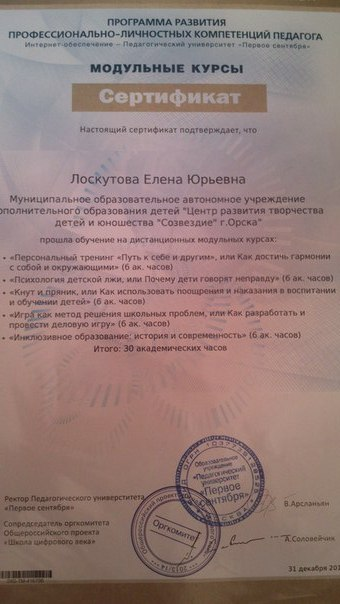 ПРОГРАММА РАЗВИТИЯ
ПРОФЕССИОНАЛЬНО-ЛИЧНОСТНЫХ КОМПЕТЕНЦИЙ ПЕДАГОГА
Интернет-обеспечение – Педагогический университет «Первое сентября»
МОДУЛЬНЫЕ КУРСЫ
Сертификат
Настоящий сертификат подтверждает, что
Лоскутова Елена Юрьевна
Муниципальное образовательное автономное учреждение
ополнительного образования детей "Центр развития творчества
детей и юношества "Созвездие" г.Орска"
прошла обучение на дистанционных модульных курсах:
• «Персональный тренинг «Путь к себе и другим», или Как достичь гармонии
с собой и окружающими» (6 ак. часов)
• «Психология детской лжи, или Почему дети говорят неправду» (6 ак. часов)
• «Кнут и пряник, или Как использовать поощрения и наказания в воспитании
и обучении детей» (6 ак. часов)
• «Игра как метод решения школьных проблем, или Как разработать и
провести деловую игру» (6 ак. часов)
• «Инклюзивное образование: история и современность» (6 ак. часов)
Итого: 30 академических часов
Образовательное
учреждение
«Педагогический
университет
«Первое
сентября»
МОСКВА
Ректор Педагогического университета
«Первое сентября»
В.Арсланьян
Оргкомитет
2013/14
Сопредседатель оргкомитета
Общероссийского проекта
«Школа цифрового века»
А.Соловейчик
31 декабря 201